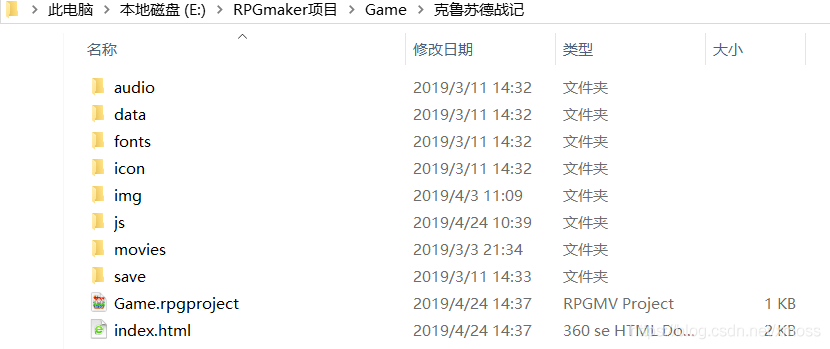 此电脑 > 本地磁盘 (E:) > RPGmaker项目 > Game > 克鲁苏德战记
名称 修改日期 类型 大小
audio 2019/3/11 14:32 文件夹
data 2019/3/11 14:32 文件夹
fonts 2019/3/11 14:32 文件夹
icon 2019/3/11 14:32 文件夹
img 2019/4/3 11:09 文件夹
js 2019/4/24 10:39 文件夹
movies 2019/3/3 21:34 文件夹
save 2019/3/11 14:33 文件夹
Game.rpgproject 2019/4/24 14:37 RPGMV Project 1 KB
index.html 2019/4/24 14:37 360 se HTML Do... 2 KB